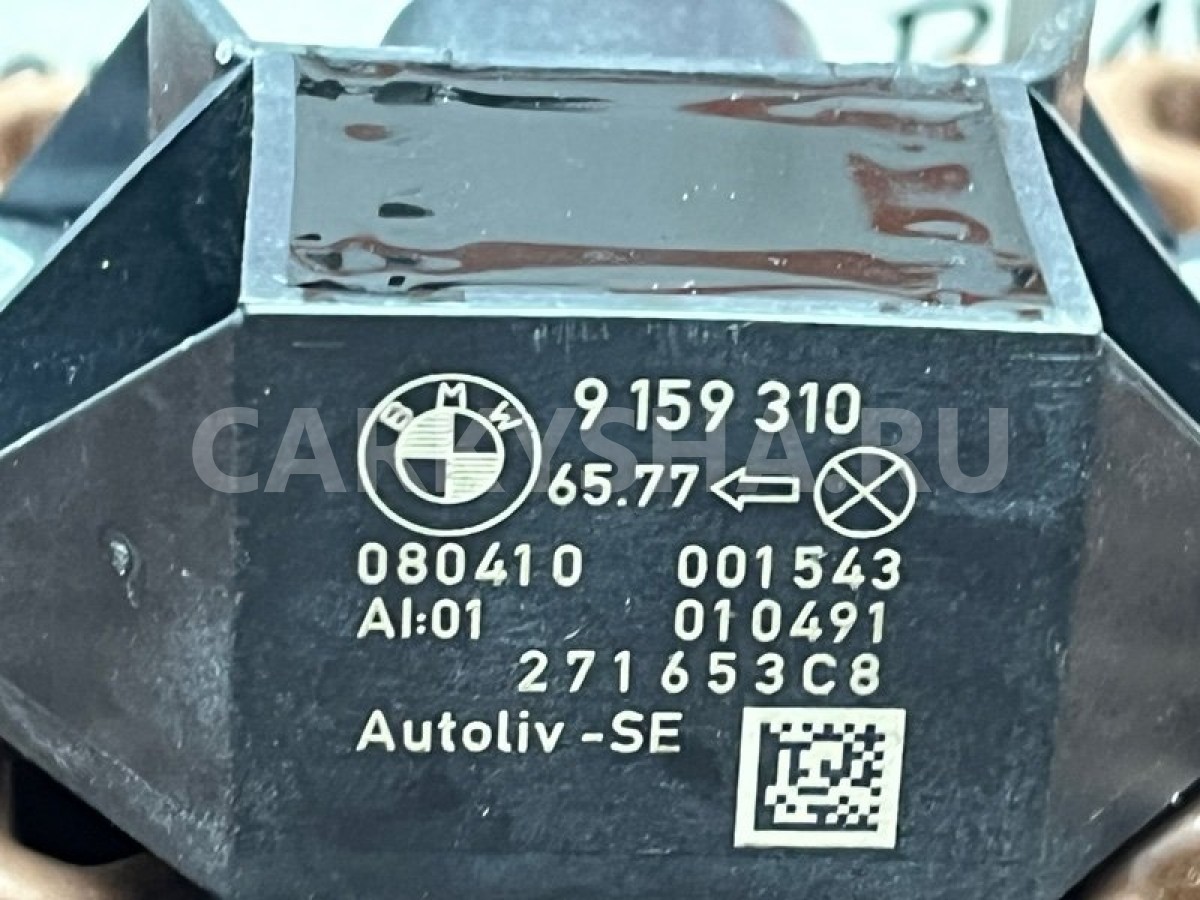 BMW
9 159 310
CARKYSHA.RU
65.77
080410 001543
AI:01 010491
271653C8
Autoliv-SE